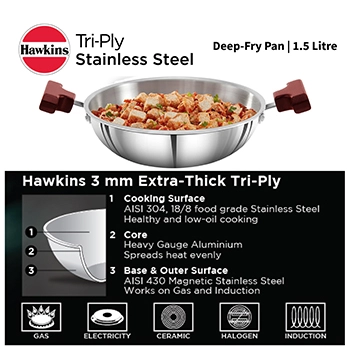 Hawkins
Tri-Ply
Stainless Steel
Deep-Fry Pan | 1.5 Litre
Hawkins 3 mm Extra-Thick Tri-Ply
1 Cooking Surface
AISI 304, 18/8 food grade Stainless Steel
Healthy and low-oil cooking
2 Core
Heavy Gauge Aluminium
Spreads heat evenly
3 Base & Outer Surface
AISI 430 Magnetic Stainless Steel
Works on Gas and Induction
1
2
3
GAS
ELECTRICITY
CERAMIC
HALOGEN
INDUCTION